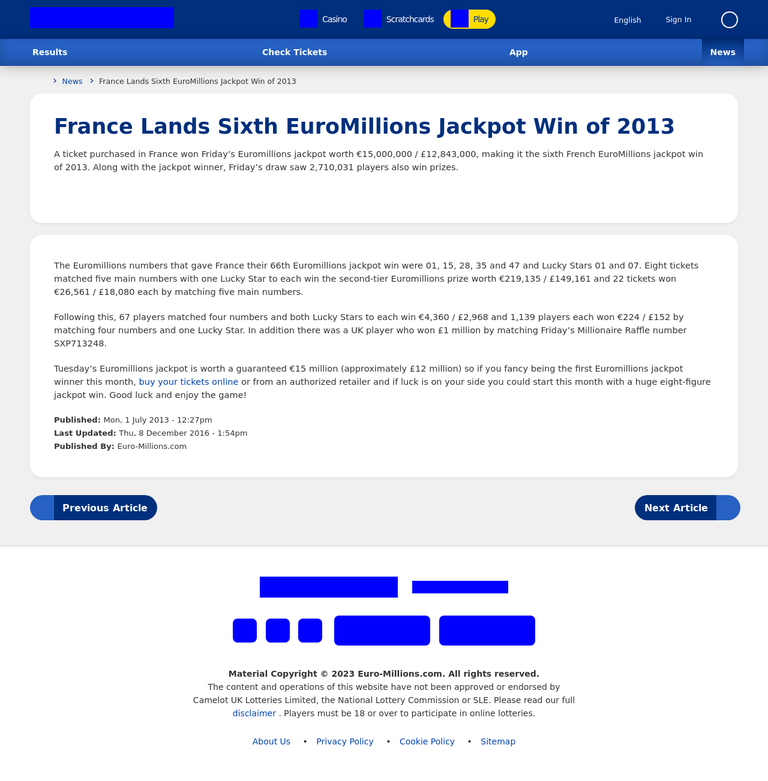 Casino
Scratchcards
Play
English
Sign In
Results
Check Tickets
App
News
News
France Lands Sixth EuroMillions Jackpot Win of 2013
France Lands Sixth EuroMillions Jackpot Win of 2013
A ticket purchased in France won Friday’s Euromillions jackpot worth €15,000,000 / £12,843,000, making it the sixth French EuroMillions jackpot win
of 2013. Along with the jackpot winner, Friday’s draw saw 2,710,031 players also win prizes.
The Euromillions numbers that gave France their 66th Euromillions jackpot win were 01, 15, 28, 35 and 47 and Lucky Stars 01 and 07. Eight tickets
matched five main numbers with one Lucky Star to each win the second-tier Euromillions prize worth €219,135 / £149,161 and 22 tickets won
€26,561 / £18,080 each by matching five main numbers.
Following this, 67 players matched four numbers and both Lucky Stars to each win €4,360 / £2,968 and 1,139 players each won €224 / £152 by
matching four numbers and one Lucky Star. In addition there was a UK player who won £1 million by matching Friday’s Millionaire Raffle number
SXP713248.
Tuesday’s Euromillions jackpot is worth a guaranteed €15 million (approximately £12 million) so if you fancy being the first Euromillions jackpot
winner this month, buy your tickets online or from an authorized retailer and if luck is on your side you could start this month with a huge eight-figure
jackpot win. Good luck and enjoy the game!
Published: Mon, 1 July 2013 - 12:27pm
Last Updated: Thu, 8 December 2016 - 1:54pm
Published By: Euro-Millions.com
Previous Article
Next Article
Material Copyright © 2023 Euro-Millions.com. All rights reserved.
The content and operations of this website have not been approved or endorsed by
Camelot UK Lotteries Limited, the National Lottery Commission or SLE. Please read our full
disclaimer . Players must be 18 or over to participate in online lotteries.
About Us • Privacy Policy • Cookie Policy • Sitemap